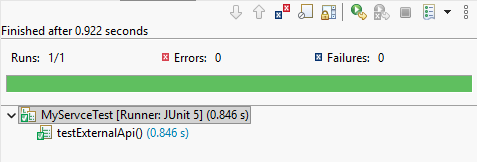 Finished after 0.922 seconds
Runs: 1/1 Errors: 0 Failures: 0
MyServceTest [Runner: JUnit 5] (0.846 s)
testExternalApi() (0.846 s)